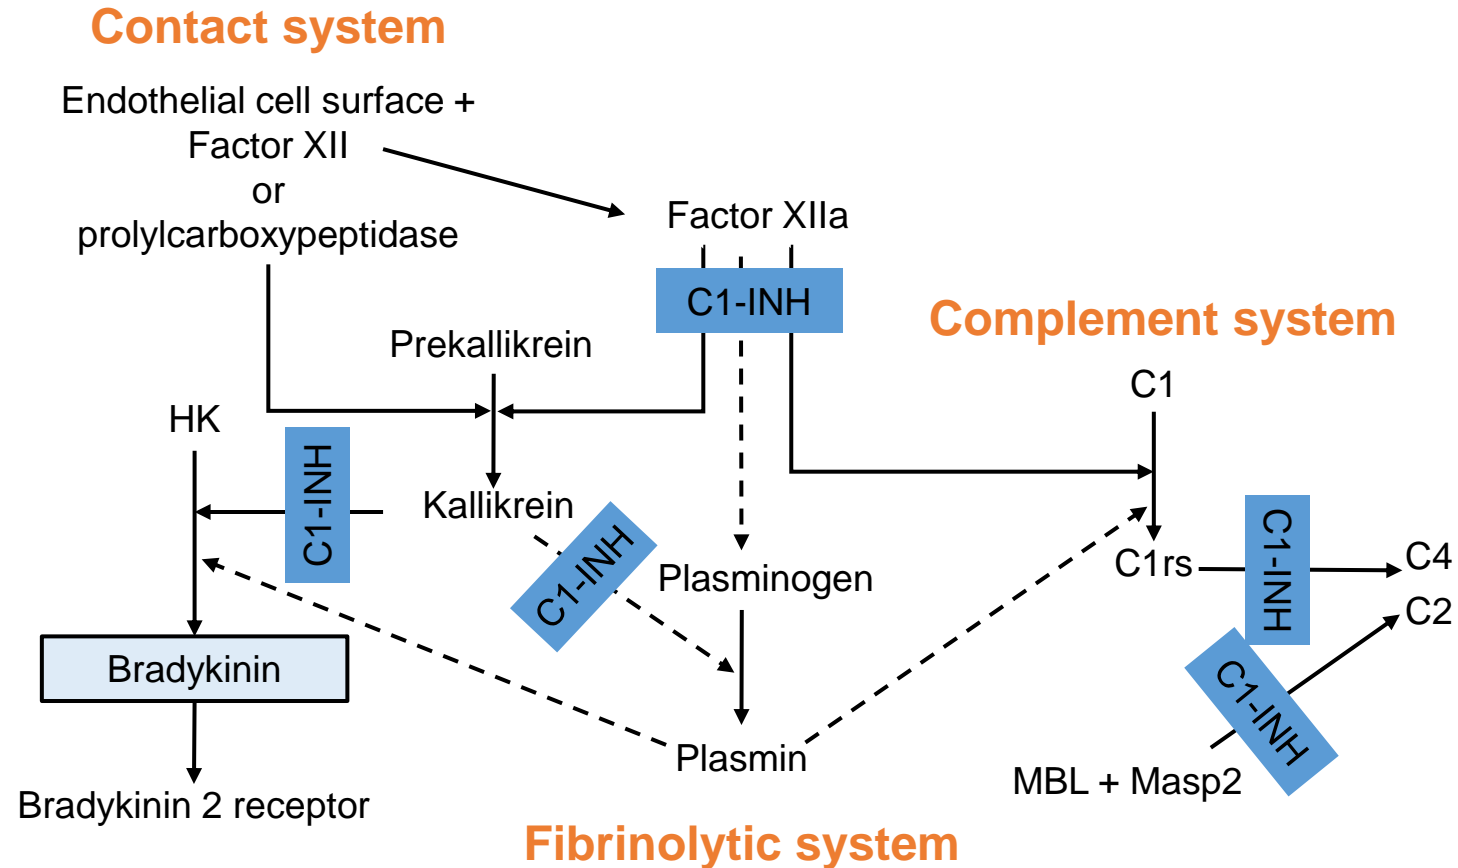 Contact system
Endothelial cell surface +
Factor XII
or
prolylcarboxypeptidase
Factor XIIa
C1-INH
Complement system
Prekallikrein
C1
HK
C1-INH
Kallikrein
C1-INH
Plasminogen
C1rs
C1-INH
C4
C2
Bradykinin
C1-INH
Plasmin
MBL + Masp2
Bradykinin 2 receptor
Fibrinolytic system